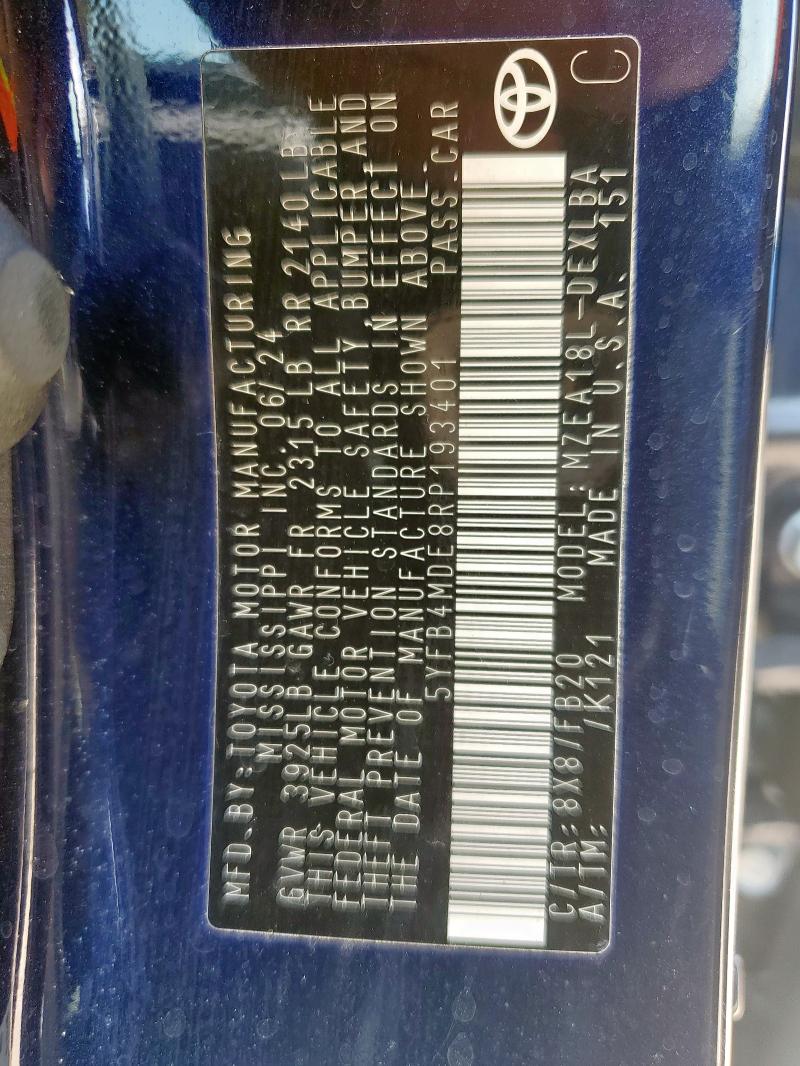 MFD.BY:TOYOTA MOTOR MANUFACTURING
MISSISSIPPI INC 06/24
GVWR 3925LB GAWR FR 2315 LB RR 2140 LB
THIS VEHICLE CONFORMS TO ALL APPLICABLE
FEDERAL MOTOR VEHICLE SAFETY BUMPER AND
THEFT PREVENTION STANDARDS IN EFFECT ON
THE DATE OF MANUFACTURE SHOWN ABOVE.
5YFB4MDE8RP193401 PASS.CAR
C/TR: 8X8/FB20 MODEL: MZEA18L-DEXLBA
A/TM: /K121 MADE IN U.S.A. 151
C